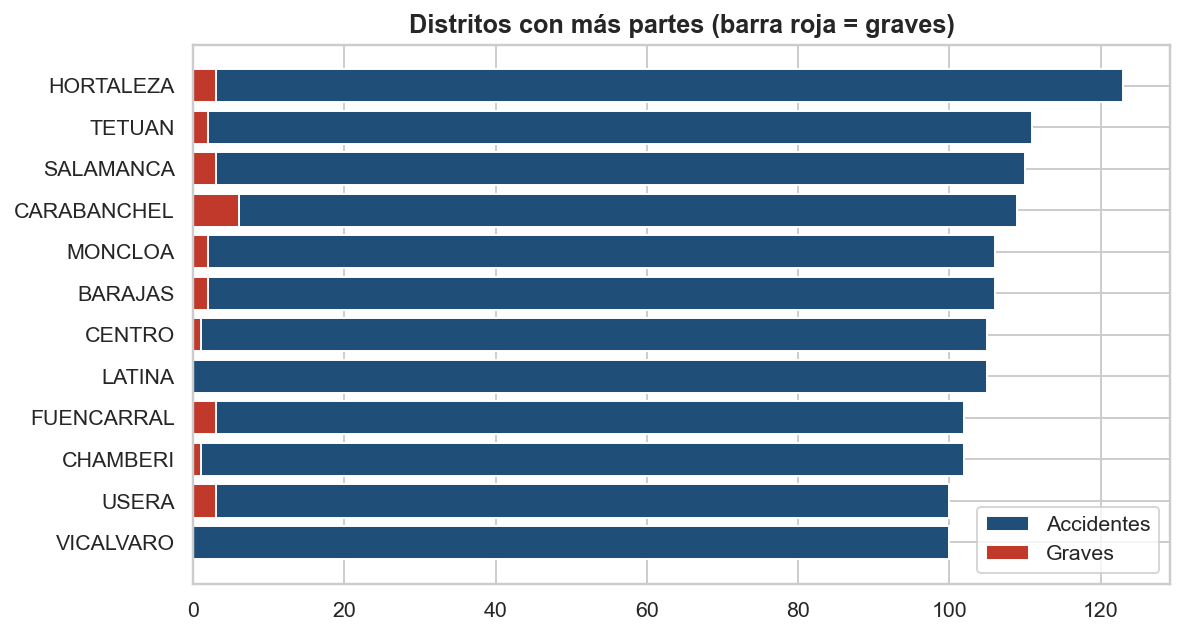 Distritos con más partes (barra roja = graves)
HORTALEZA
TETUAN
SALAMANCA
CARABANCHEL
MONCLOA
BARAJAS
CENTRO
LATINA
FUENCARRAL
CHAMBERI
USERA
VICALVARO
Accidentes
Graves
0 20 40 60 80 100 120